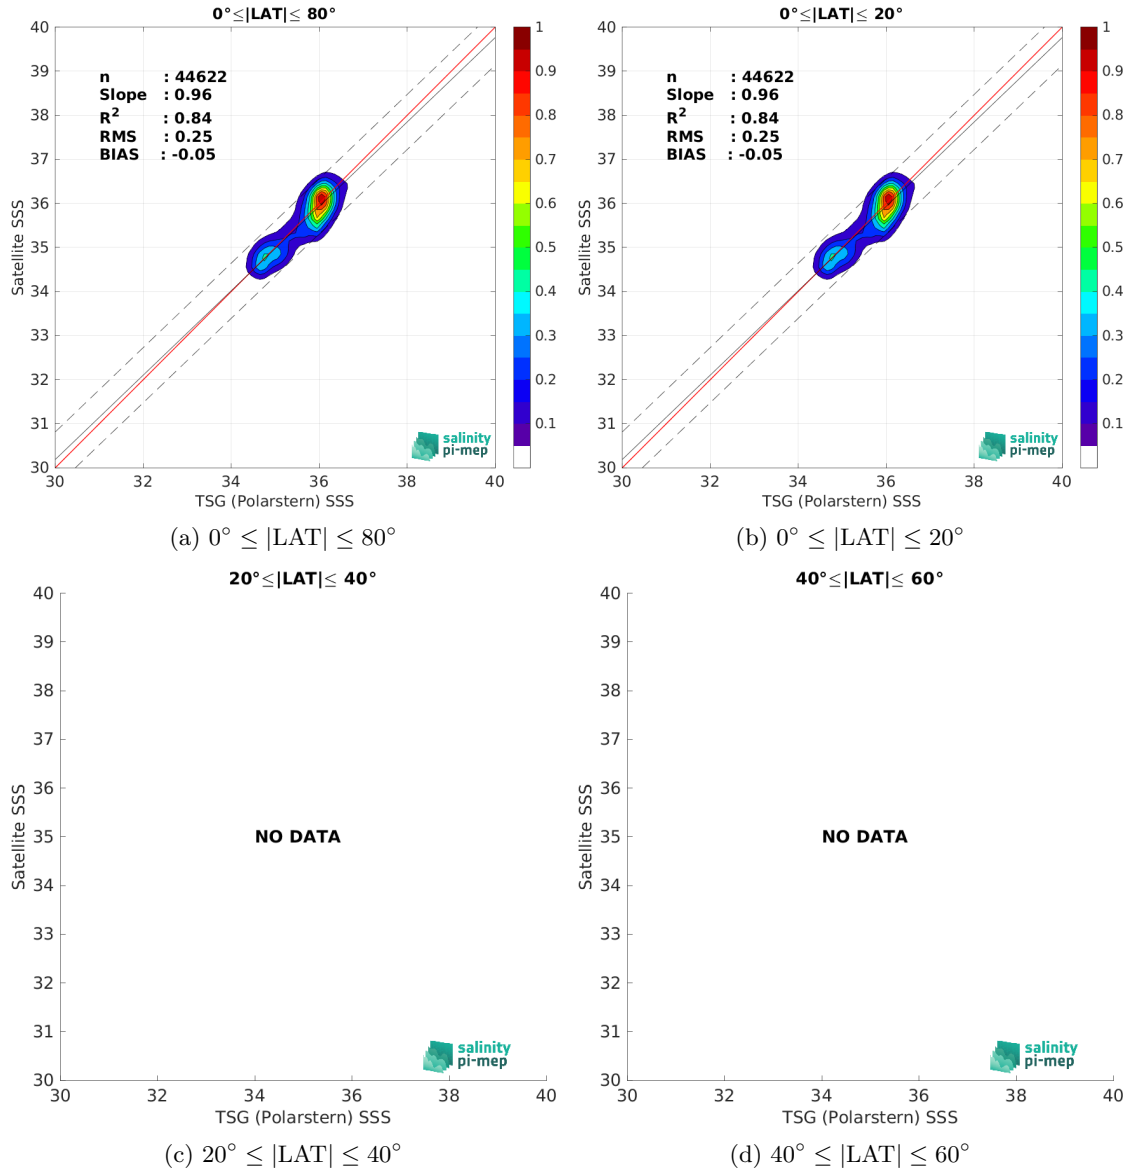 0°≤|LAT|≤ 80°
40
39
38
37
36
35
34
33
32
31
30
Satellite SSS
n : 44622
Slope : 0.96
R² : 0.84
RMS : 0.25
BIAS : -0.05
salinity
pi-mep
30 32 34 36 38 40
TSG (Polarstern) SSS
1
0.9
0.8
0.7
0.6
0.5
0.4
0.3
0.2
0.1
(a) 0° ≤ |LAT| ≤ 80°
0°≤|LAT|≤ 20°
40
39
38
37
36
35
34
33
32
31
30
Satellite SSS
n : 44622
Slope : 0.96
R² : 0.84
RMS : 0.25
BIAS : -0.05
salinity
pi-mep
30 32 34 36 38 40
TSG (Polarstern) SSS
1
0.9
0.8
0.7
0.6
0.5
0.4
0.3
0.2
0.1
(b) 0° ≤ |LAT| ≤ 20°
20°≤|LAT|≤ 40°
40
39
38
37
36
35
34
33
32
31
30
Satellite SSS
NO DATA
salinity
pi-mep
30 32 34 36 38 40
TSG (Polarstern) SSS
(c) 20° ≤ |LAT| ≤ 40°
40°≤|LAT|≤ 60°
40
39
38
37
36
35
34
33
32
31
30
Satellite SSS
NO DATA
salinity
pi-mep
30 32 34 36 38 40
TSG (Polarstern) SSS
(d) 40° ≤ |LAT| ≤ 60°